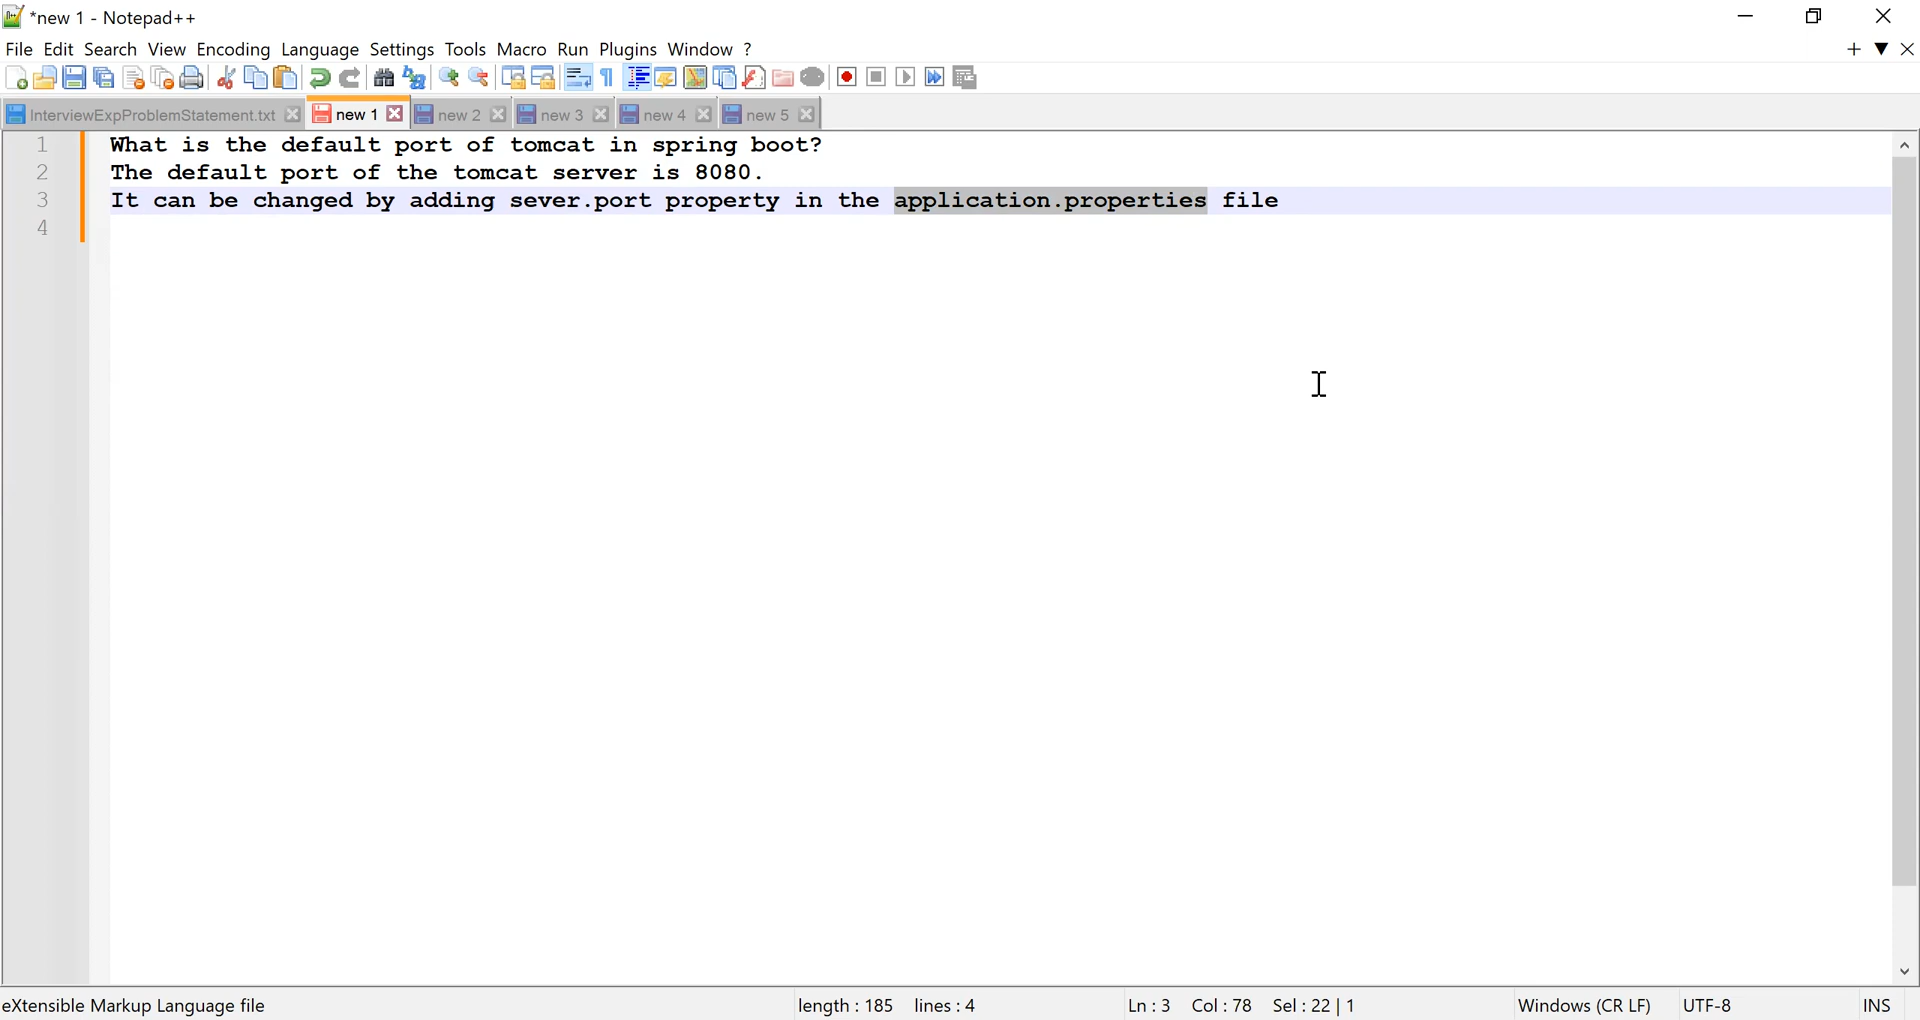 *new 1 - Notepad++
File Edit Search View Encoding Language Settings Tools Macro Run Plugins Window ?
InterviewExpProblemStatement.txt new 1 new 2 new 3 new 4 new 5
1 What is the default port of tomcat in spring boot?
2 The default port of the tomcat server is 8080.
3 It can be changed by adding sever.port property in the application.properties file
4
eXtensible Markup Language file length : 185 lines : 4 Ln : 3 Col : 78 Sel : 22 | 1 Windows (CR LF) UTF-8 INS